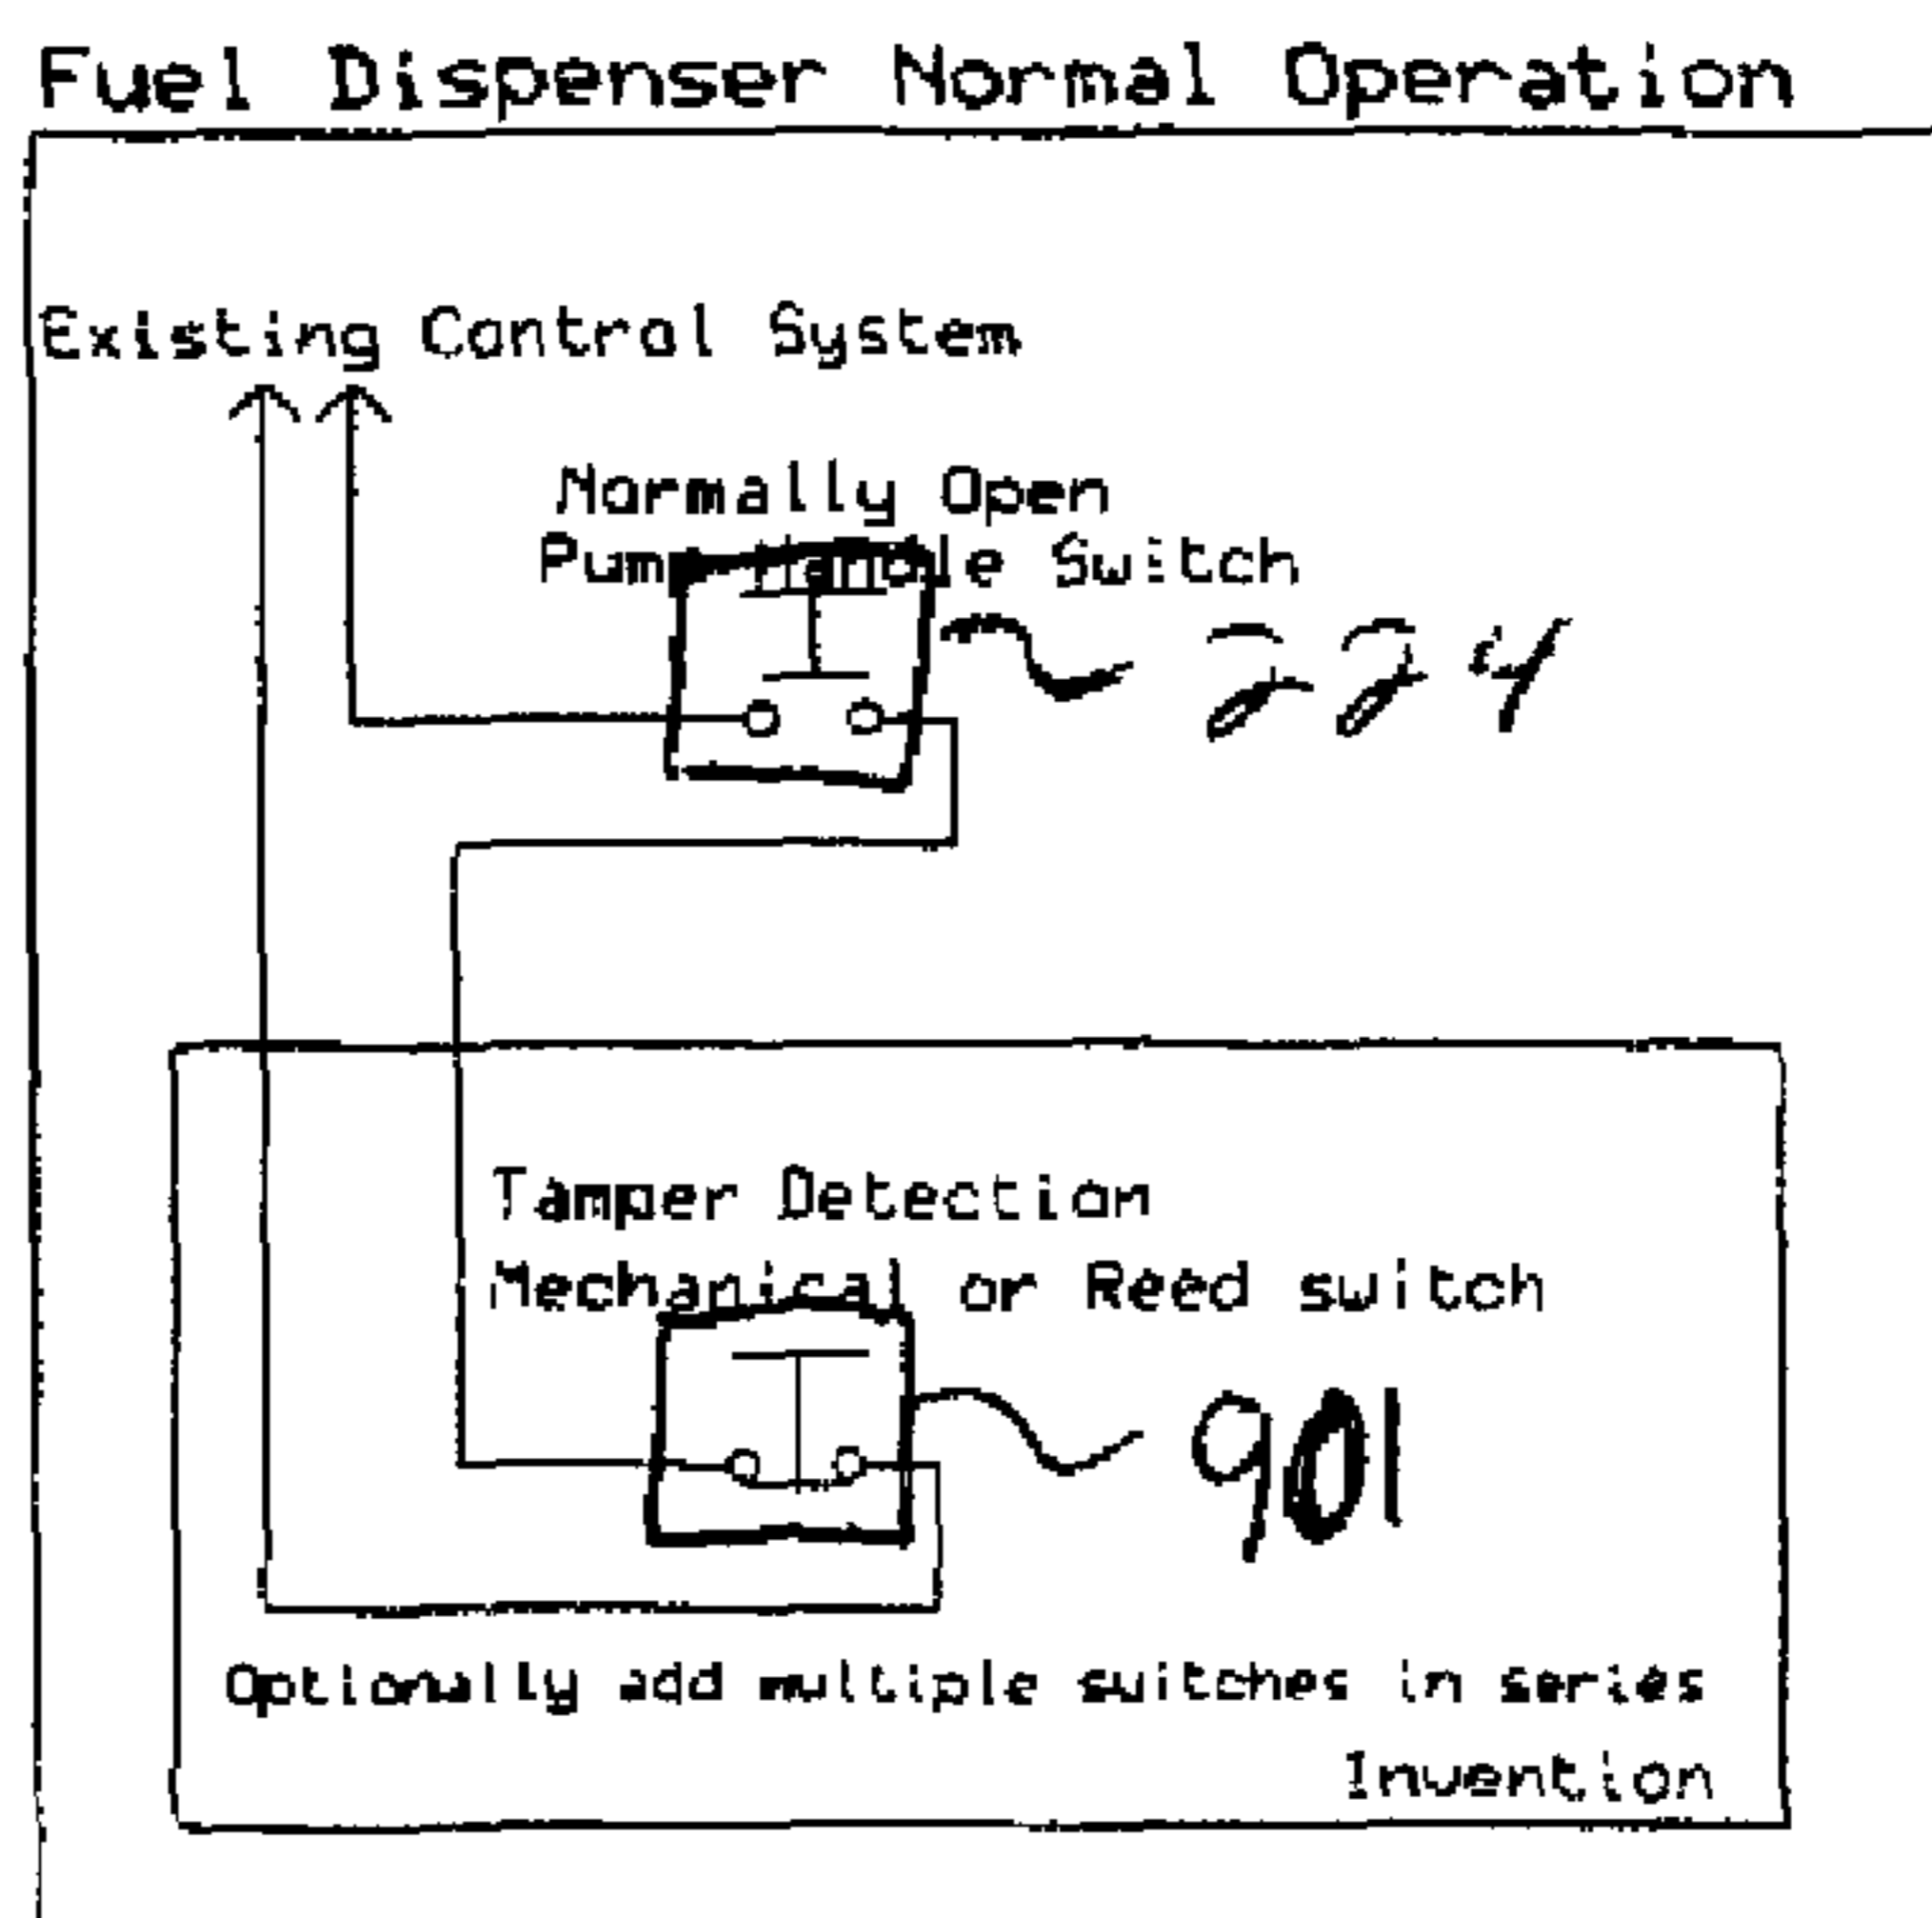 Fuel Dispenser Normal Operation
Existing Control System
Normally Open
Pump Handle Switch
224
Tamper Detection
Mechanical or Reed switch
901
Optionally add multiple switches in series
Invention